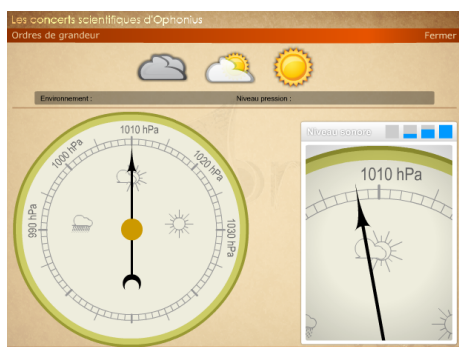 Les concerts scientifiques d'Ophonius
Ordres de grandeur
Fermer
Environnement :
Niveau pression :
1010 hPa
1000 hPa
1020 hPa
990 hPa
1030 hPa
Niveau sonore
1010 hPa